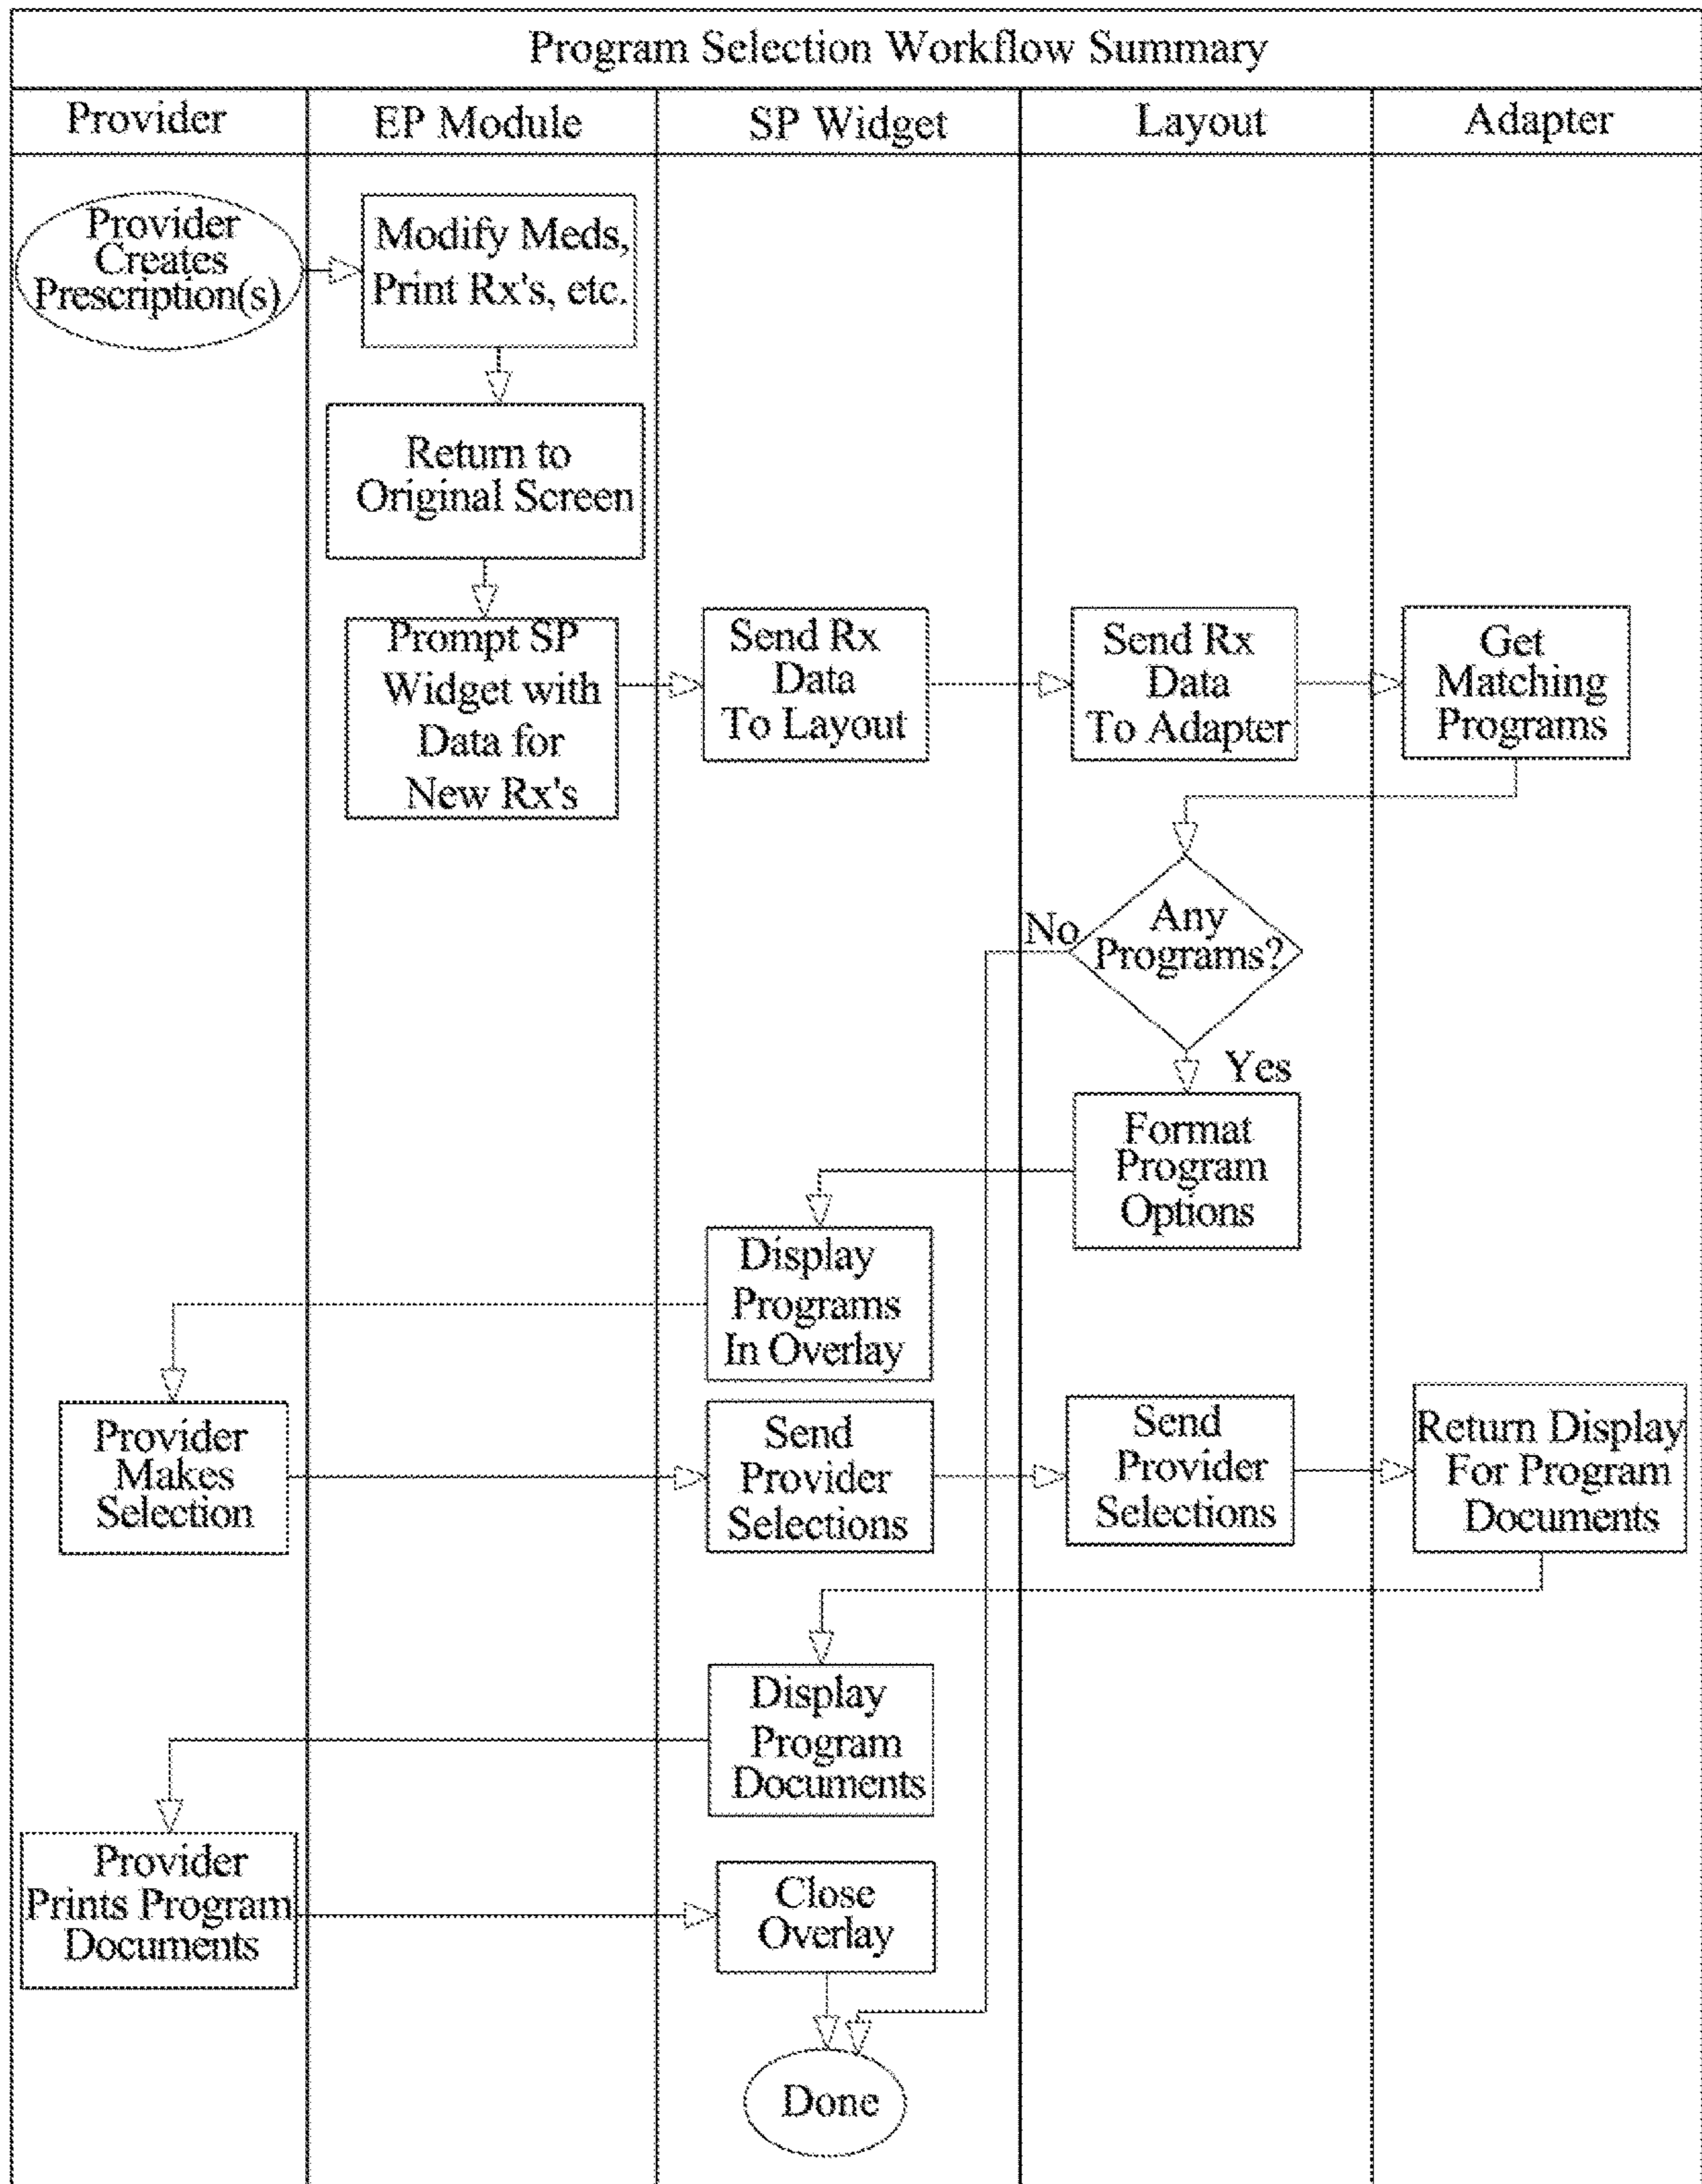 Program Selection Workflow Summary
Provider
EP Module
SP Widget
Layout
Adapter
Provider
Creates
Prescription(s)
Modify Meds,
Print Rx's, etc.
Return to
Original Screen
Prompt SP
Widget with
Data for
New Rx's
Send Rx
Data
To Layout
Send Rx
Data
To Adapter
Get
Matching
Programs
Any
Programs?
No
Yes
Format
Program
Options
Display
Programs
In Overlay
Provider
Makes
Selection
Send
Provider
Selections
Send
Provider
Selections
Return Display
For Program
Documents
Display
Program
Documents
Provider
Prints Program
Documents
Close
Overlay
Done